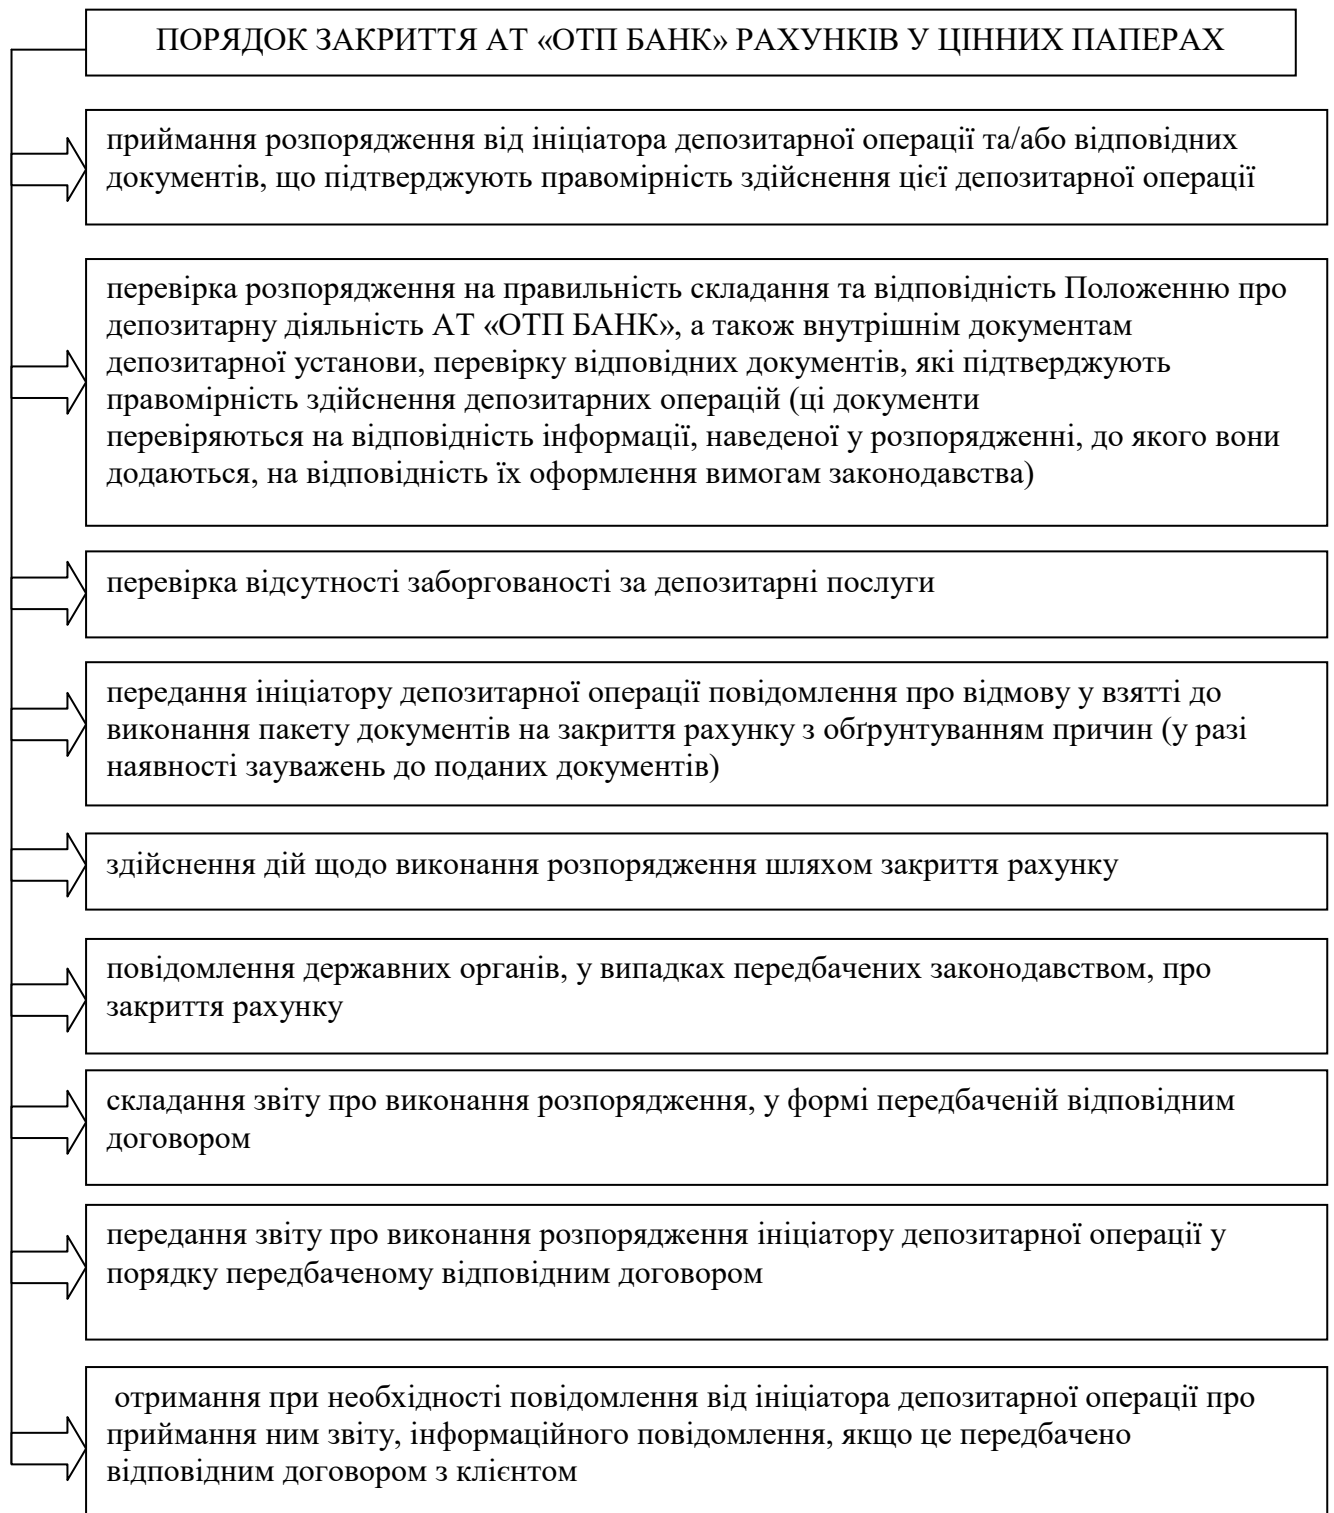 ПОРЯДОК ЗАКРИТТЯ АТ «ОТП БАНК» РАХУНКІВ У ЦІННИХ ПАПЕРАХ
приймання розпорядження від ініціатора депозитарної операції та/або відповідних
документів, що підтверджують правомірність здійснення цієї депозитарної операції
перевірка розпорядження на правильність складання та відповідність Положенню про
депозитарну діяльність АТ «ОТП БАНК», а також внутрішнім документам
депозитарної установи, перевірку відповідних документів, які підтверджують
правомірність здійснення депозитарних операцій (ці документи
перевіряються на відповідність інформації, наведеної у розпорядженні, до якого вони
додаються, на відповідність їх оформлення вимогам законодавства)
перевірка відсутності заборгованості за депозитарні послуги
передання ініціатору депозитарної операції повідомлення про відмову у взятті до
виконання пакету документів на закриття рахунку з обґрунтуванням причин (у разі
наявності зауважень до поданих документів)
здійснення дій щодо виконання розпорядження шляхом закриття рахунку
повідомлення державних органів, у випадках передбачених законодавством, про
закриття рахунку
складання звіту про виконання розпорядження, у формі передбаченій відповідним
договором
передання звіту про виконання розпорядження ініціатору депозитарної операції у
порядку передбаченому відповідним договором
отримання при необхідності повідомлення від ініціатора депозитарної операції про
приймання ним звіту, інформаційного повідомлення, якщо це передбачено
відповідним договором з клієнтом